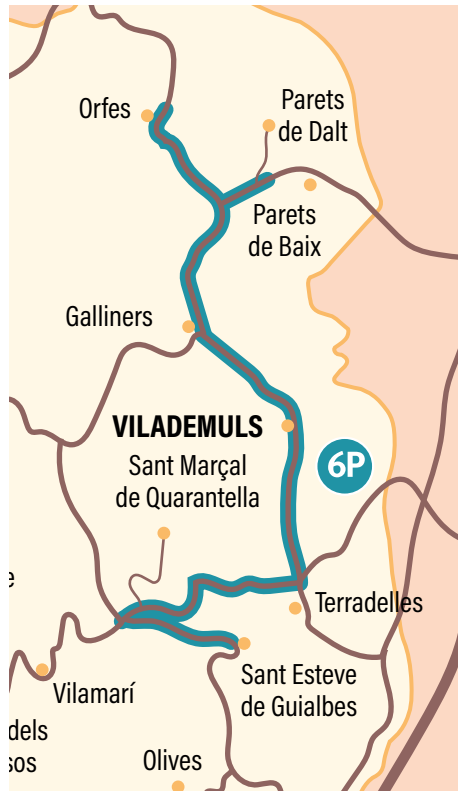 Orfes
Parets
de Dalt
Parets
de Baix
Galliners
VILADEMULS
Sant Marçal
de Quarantella
6P
Terradelles
Sant Esteve
de Guialbes
Vilamarí
dels
sos
Olives